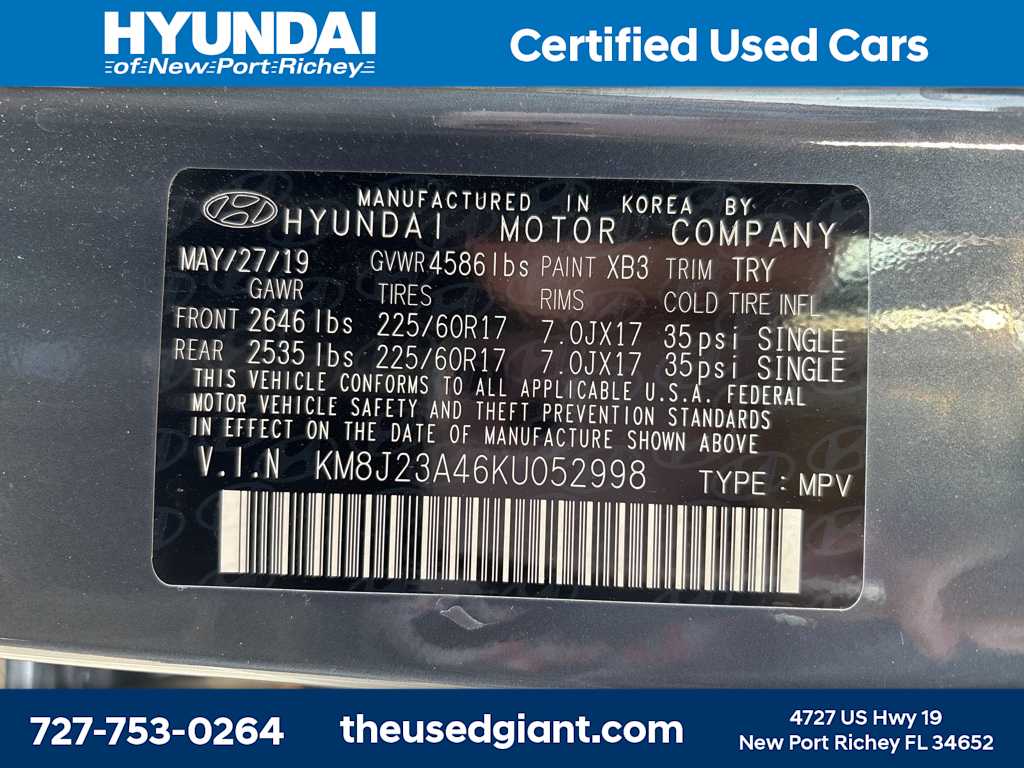 HYUNDAI
of New Port Richey
Certified Used Cars
MANUFACTURED IN KOREA BY
HYUNDAI MOTOR COMPANY
MAY/27/19 GVWR 4586 lbs PAINT XB3 TRIM TRY
GAWR TIRES RIMS COLD TIRE INFL
FRONT 2646 lbs 225/60R17 7.0JX17 35 psi SINGLE
REAR 2535 lbs 225/60R17 7.0JX17 35 psi SINGLE
THIS VEHICLE CONFORMS TO ALL APPLICABLE U.S.A. FEDERAL
MOTOR VEHICLE SAFETY AND THEFT PREVENTION STANDARDS
IN EFFECT ON THE DATE OF MANUFACTURE SHOWN ABOVE
V.I.N KM8J23A46KU052998 TYPE : MPV
727-753-0264
theusedgiant.com
4727 US Hwy 19
New Port Richey FL 34652